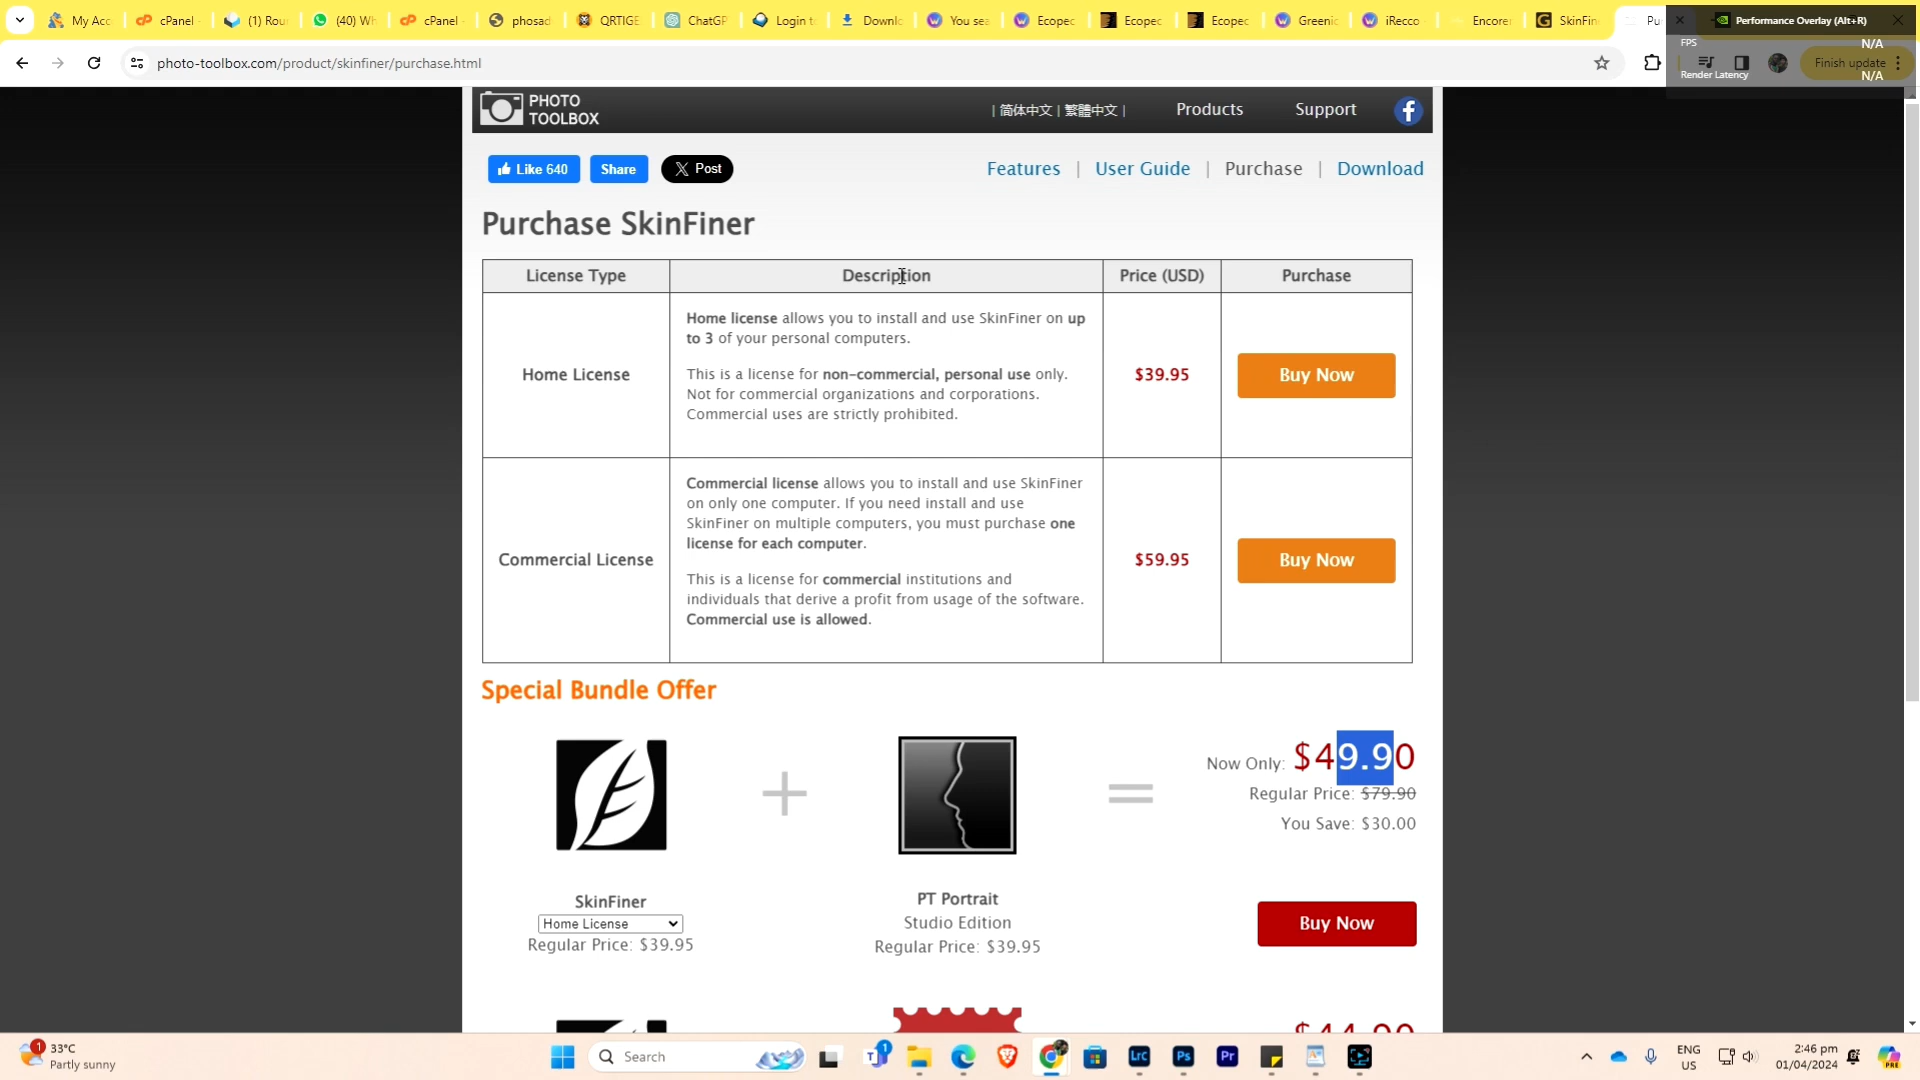 My Acc
cPanel
(1) Rou
(40) Wh
cPanel
phosad
QRTIGE
ChatGP
Login t
Downlo
You sea
Ecopec
Ecopec
Ecopec
Greenic
iRecco
Encore
SkinFin
Pu
Performance Overlay (Alt+R)
FPS N/A
Render Latency N/A
photo-toolbox.com/product/skinfiner/purchase.html
Finish update
PHOTO
TOOLBOX
| 简体中文 | 繁體中文 |
Products
Support
Like 640
Share
Post
Features | User Guide | Purchase | Download
Purchase SkinFiner
License Type
Description
Price (USD)
Purchase
Home License
Home license allows you to install and use SkinFiner on up
to 3 of your personal computers.
This is a license for non-commercial, personal use only.
Not for commercial organizations and corporations.
Commercial uses are strictly prohibited.
$39.95
Buy Now
Commercial License
Commercial license allows you to install and use SkinFiner
on only one computer. If you need install and use
SkinFiner on multiple computers, you must purchase one
license for each computer.
This is a license for commercial institutions and
individuals that derive a profit from usage of the software.
Commercial use is allowed.
$59.95
Buy Now
Special Bundle Offer
Now Only: $49.90
Regular Price: $79.90
You Save: $30.00
SkinFiner
Home License
Regular Price: $39.95
PT Portrait
Studio Edition
Regular Price: $39.95
Buy Now
$44.90
1
33°C
Partly sunny
Search
1
Lrc
Ps
Pr
ENG
US
2:46 pm
01/04/2024
PRE